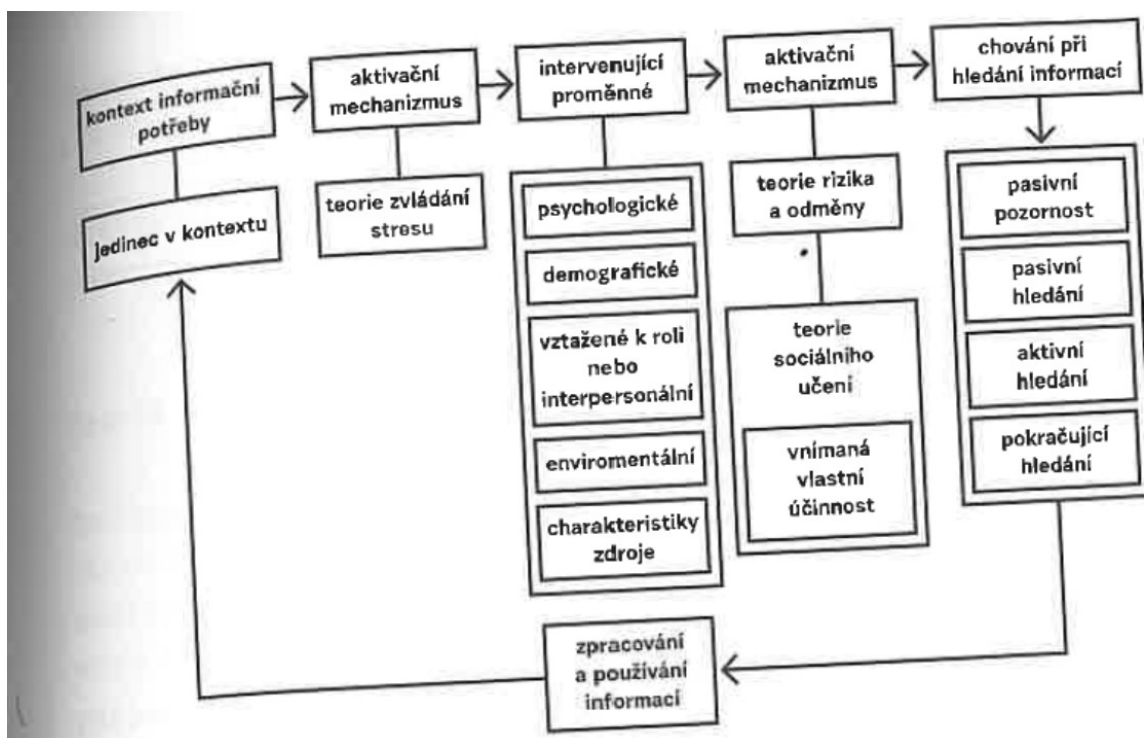 kontext informační
potřeby
aktivační
mechanizmus
intervenující
proměnné
aktivační
mechanizmus
chování při
hledání informací
jedinec v kontextu
teorie zvládání
stresu
psychologické
demografické
vztažené k roli
nebo
interpersonální
enviromentální
charakteristiky
zdroje
teorie rizika
a odměny
teorie
sociálního
učení
vnímaná
vlastní
účinnost
pasivní
pozornost
pasivní
hledání
aktivní
hledání
pokračující
hledání
zpracování
a používání
informací